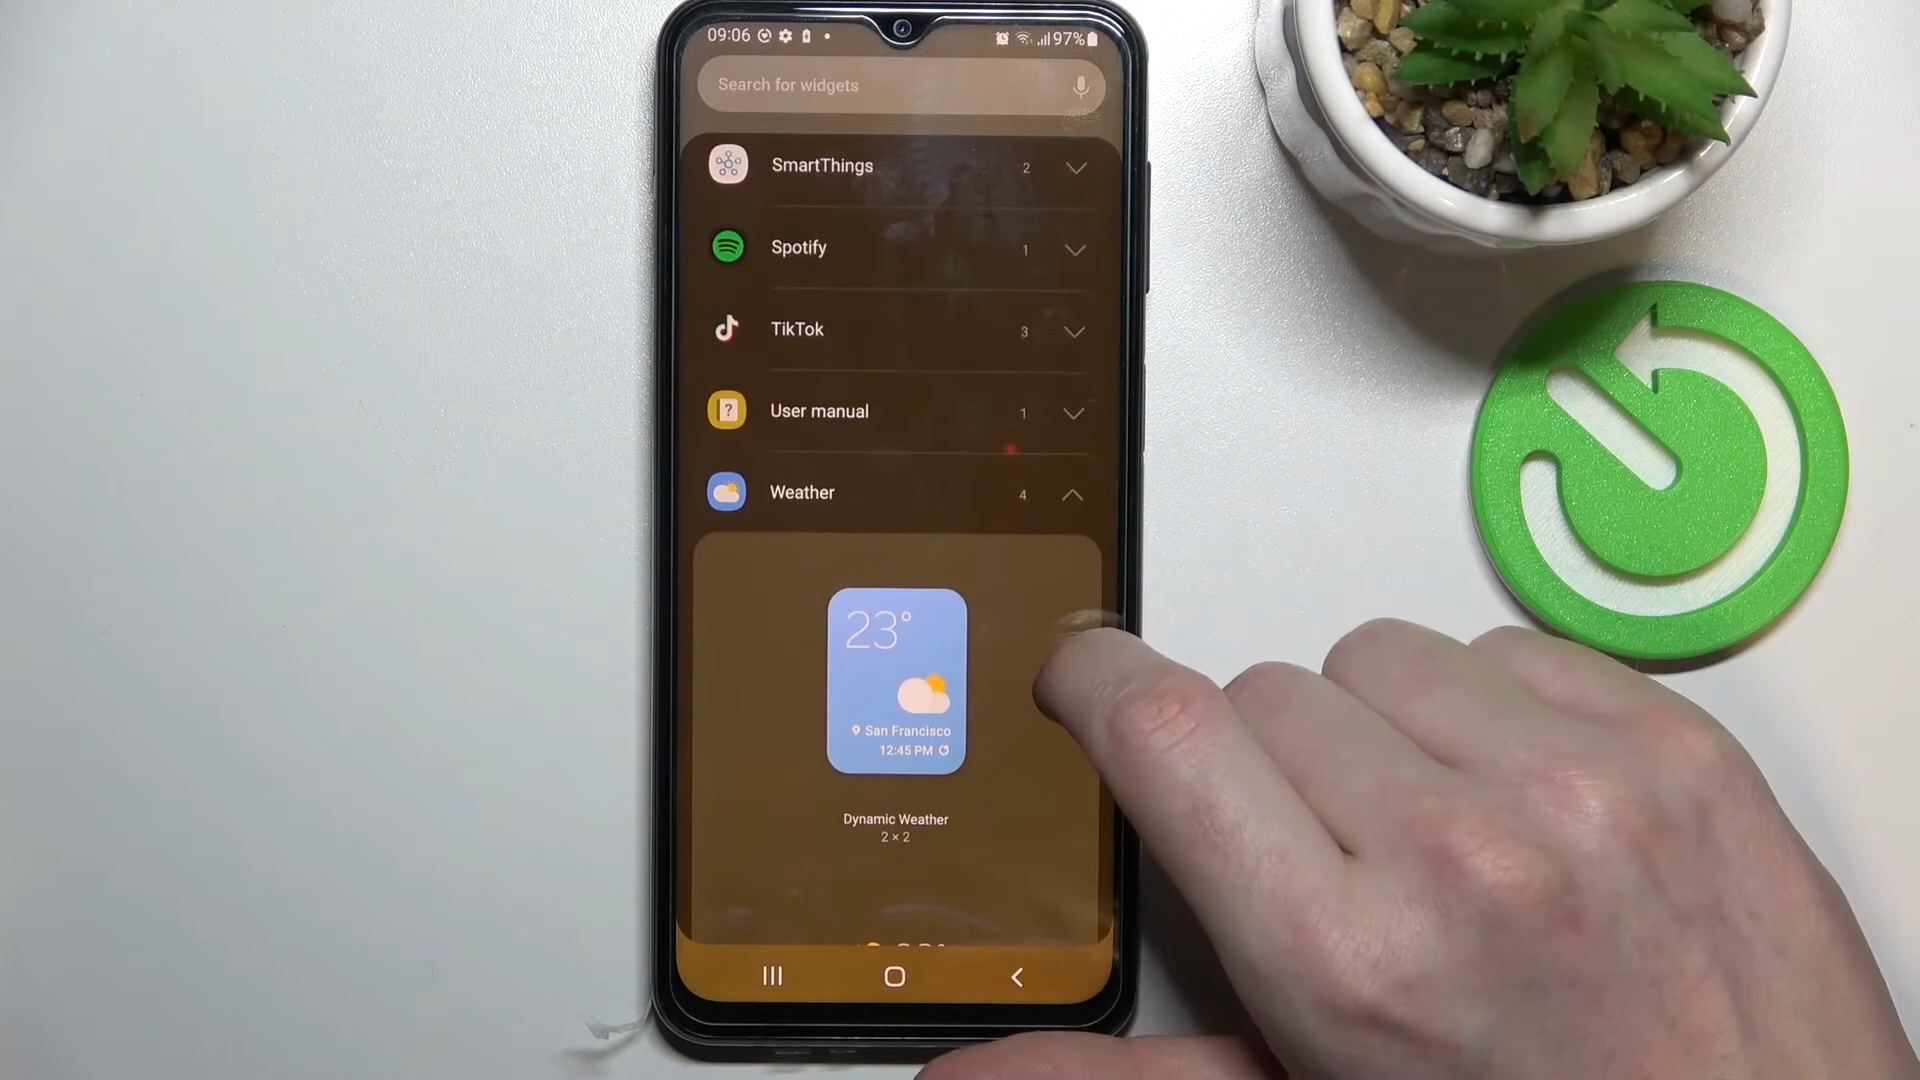 09:06 97%
Search for widgets
SmartThings 2
Spotify 1
TikTok 3
User manual 1
Weather 4
23°
San Francisco
12:45 PM
Dynamic Weather
2 × 2